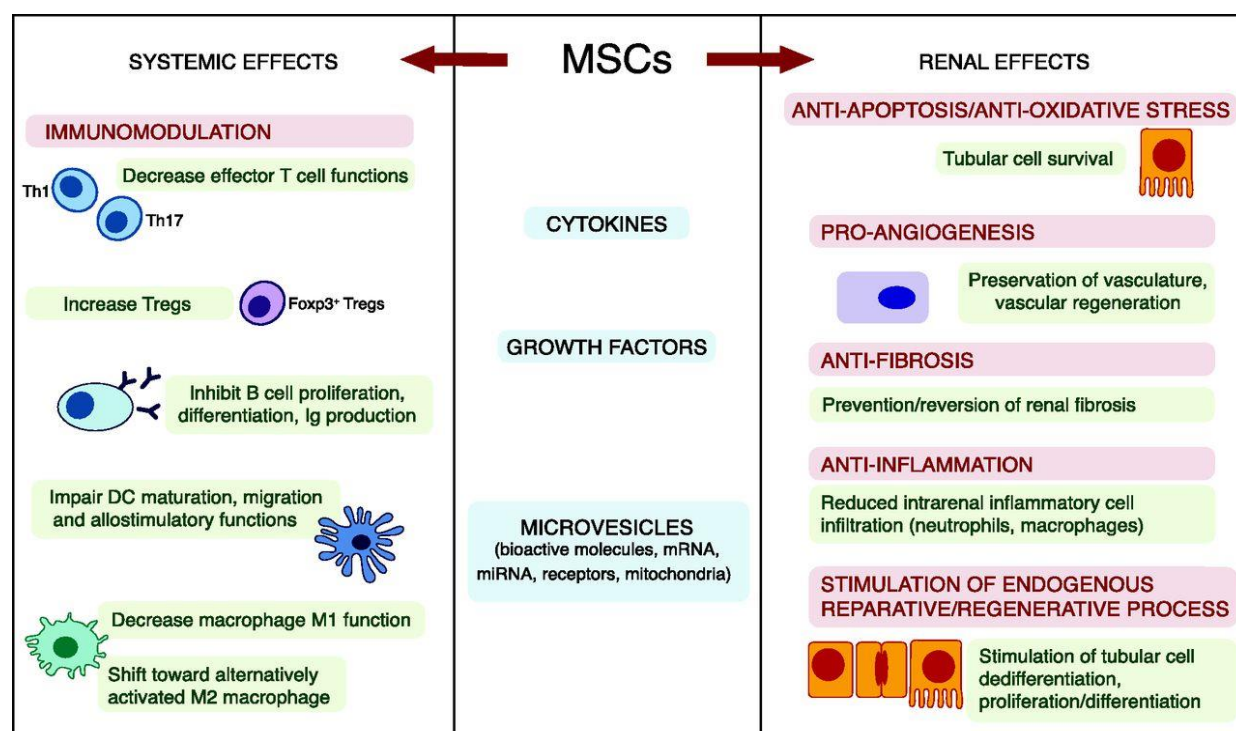 SYSTEMIC EFFECTS
IMMUNOMODULATION
Decrease effector T cell functions
Th1
Th17
Increase Tregs
Foxp3⁺ Tregs
Inhibit B cell proliferation,
differentiation, Ig production
Impair DC maturation, migration
and allostimulatory functions
Decrease macrophage M1 function
Shift toward alternatively
activated M2 macrophage
MSCs
CYTOKINES
GROWTH FACTORS
MICROVESICLES
(bioactive molecules, mRNA,
miRNA, receptors, mitochondria)
RENAL EFFECTS
ANTI-APOPTOSIS/ANTI-OXIDATIVE STRESS
Tubular cell survival
PRO-ANGIOGENESIS
Preservation of vasculature,
vascular regeneration
ANTI-FIBROSIS
Prevention/reversion of renal fibrosis
ANTI-INFLAMMATION
Reduced intrarenal inflammatory cell
infiltration (neutrophils, macrophages)
STIMULATION OF ENDOGENOUS
REPARATIVE/REGENERATIVE PROCESS
Stimulation of tubular cell
dedifferentiation,
proliferation/differentiation